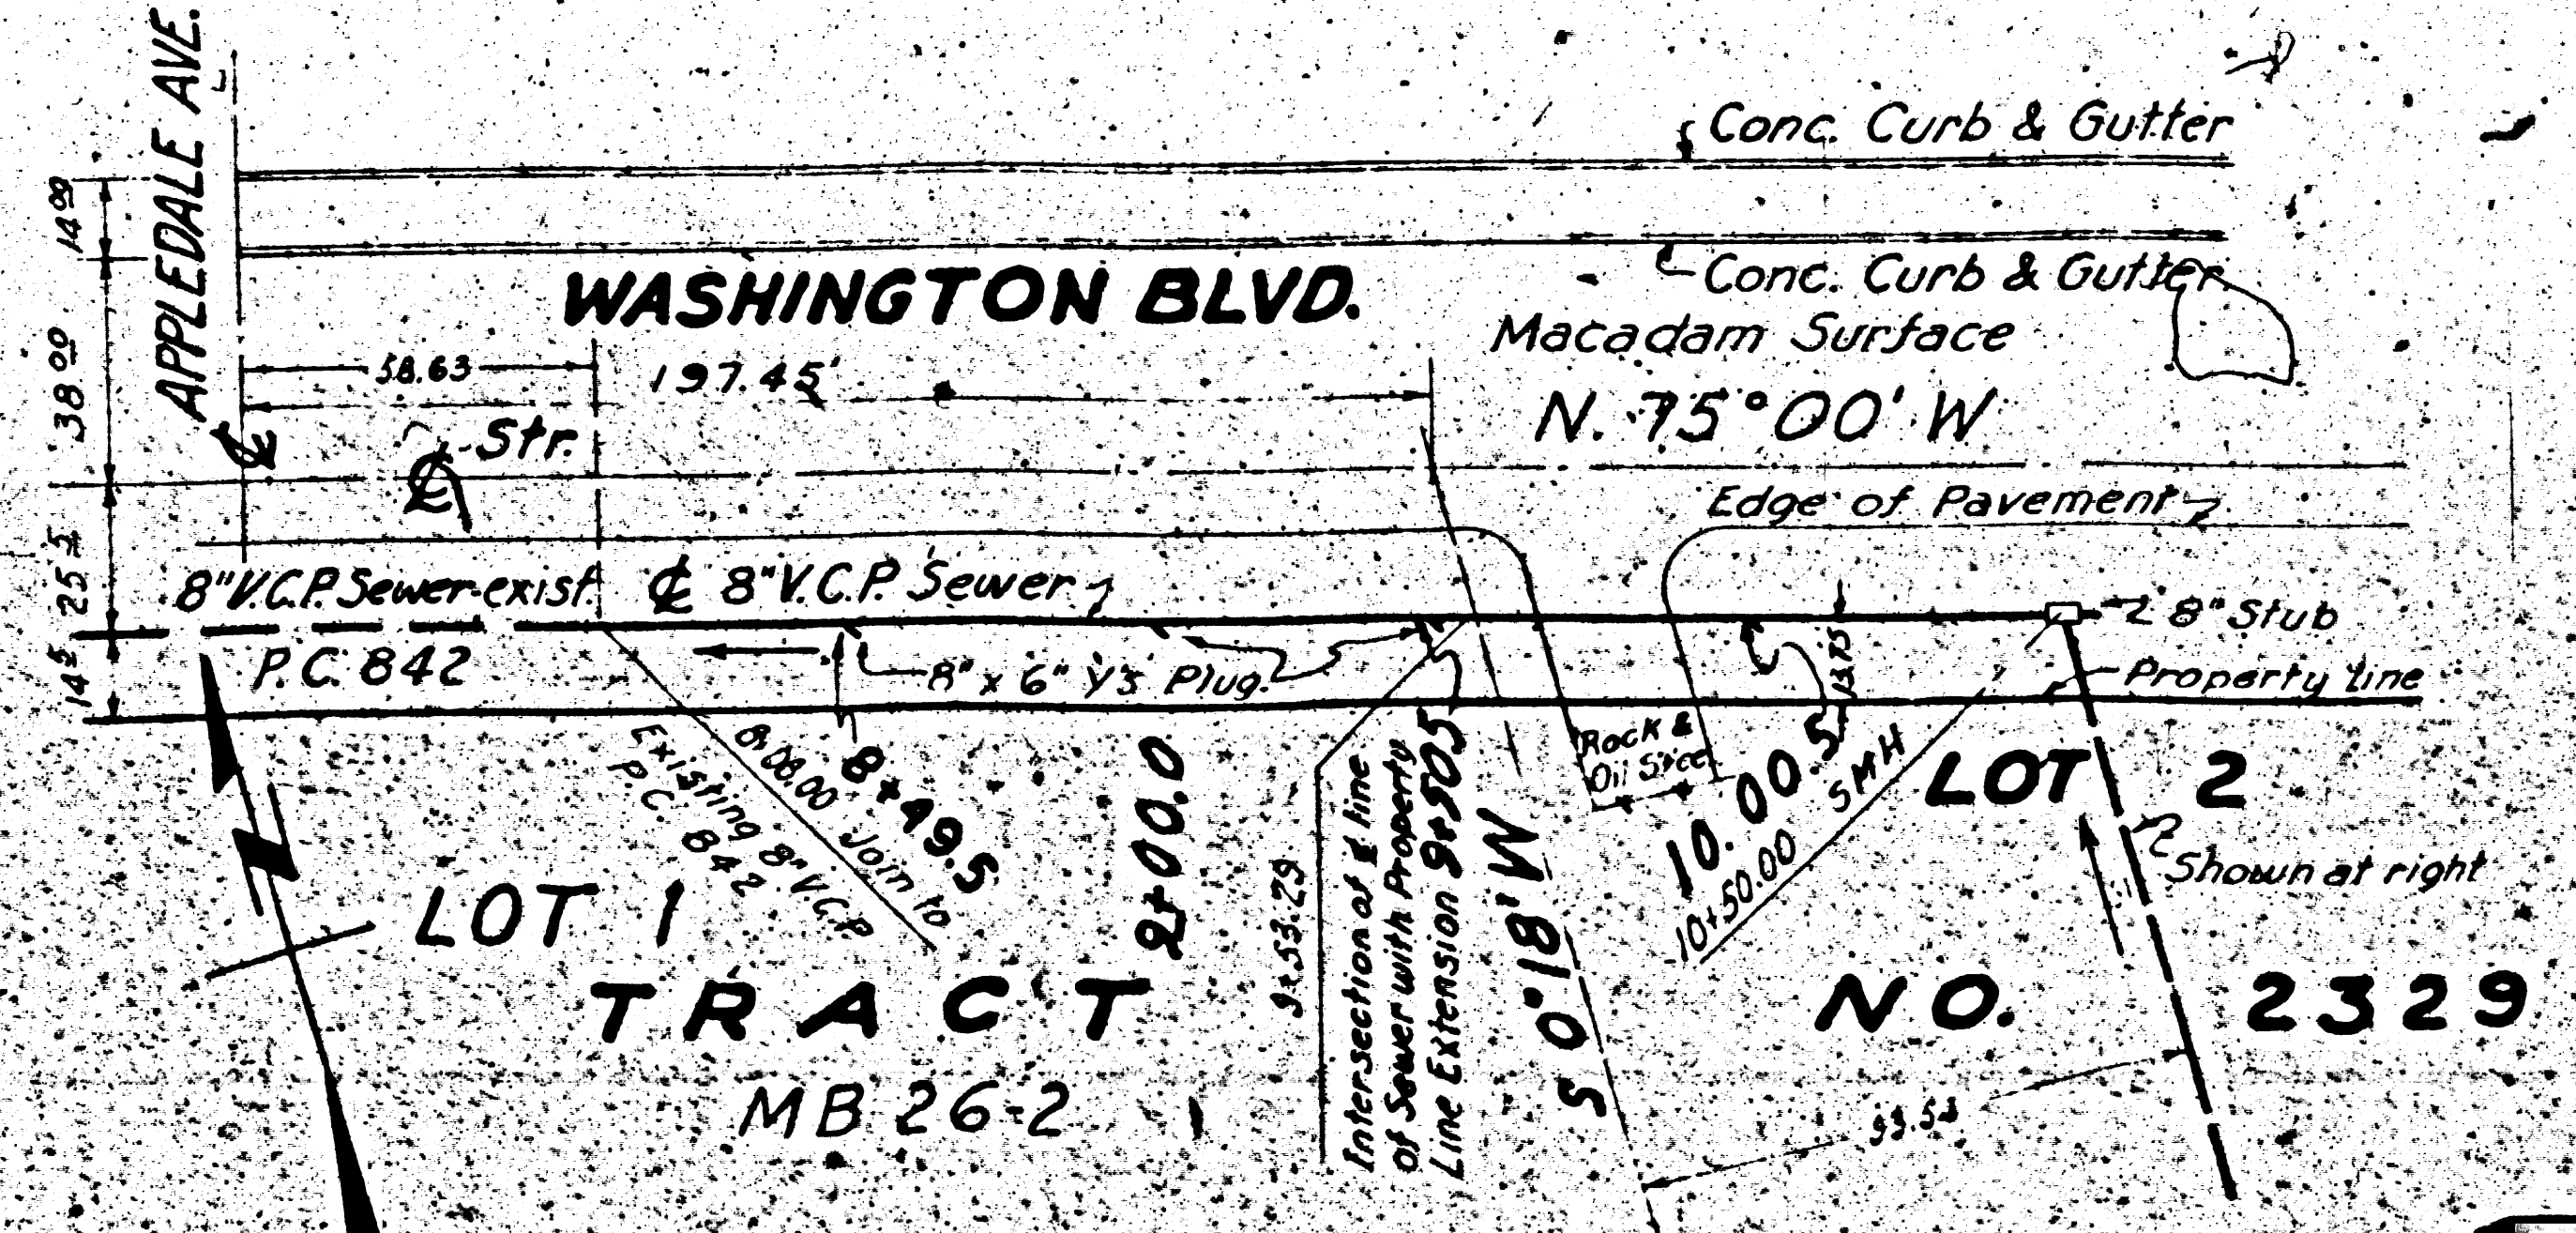 APPLEDALE AVE.
Conc. Curb & Gutter
14 00
Conc. Curb & Gutter
WASHINGTON BLVD.
Macadam Surface
38 00
58.63
197.45'
N. 75° 00' W
℄ Str.
℄
Edge of Pavement
25 5
8" V.C.P. Sewer-exist.
℄ 8" V.C.P. Sewer
8" Stub
14 5
P.C. 842
8" x 6" Y's Plug.
13.75
Property Line
8+08.00 Join to
Existing 8" V.C.P.
P.C. 842
8+49.5
9+00.0
9+53.29
Intersection of ℄ line
of Sewer with Property
Line Extension
9+50.5
Rock &
Oil
S 0° 18' W
10.00.5
10+50.00 SMH
LOT 2
Shown at right
LOT 1
TRACT NO. 2329
MB 26-2